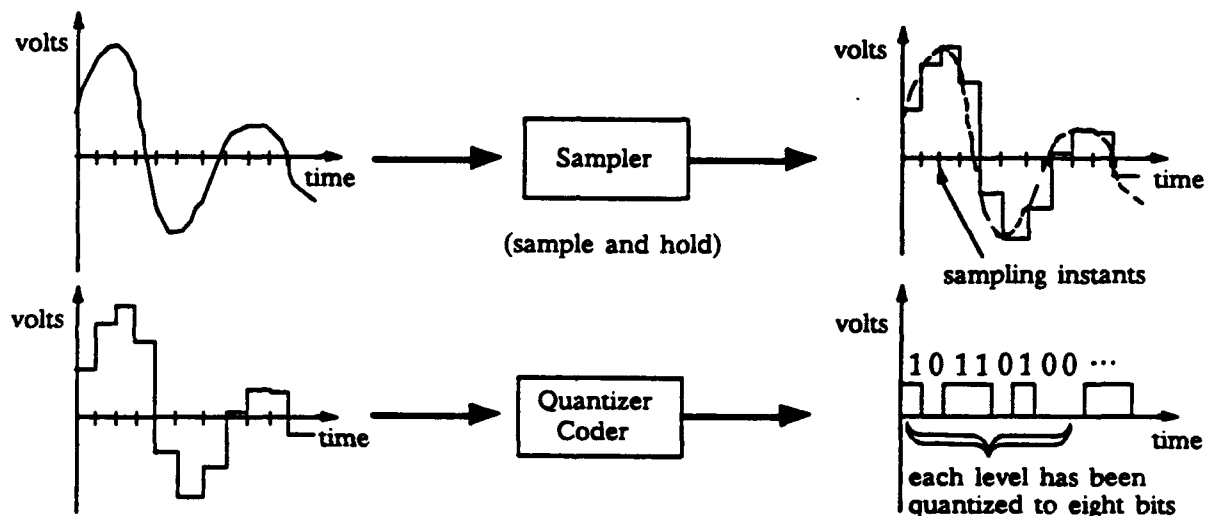 volts
time
Sampler
(sample and hold)
volts
time
sampling instants
volts
time
Quantizer
Coder
volts
1 0 1 1 0 1 0 0 ...
time
each level has been
quantized to eight bits